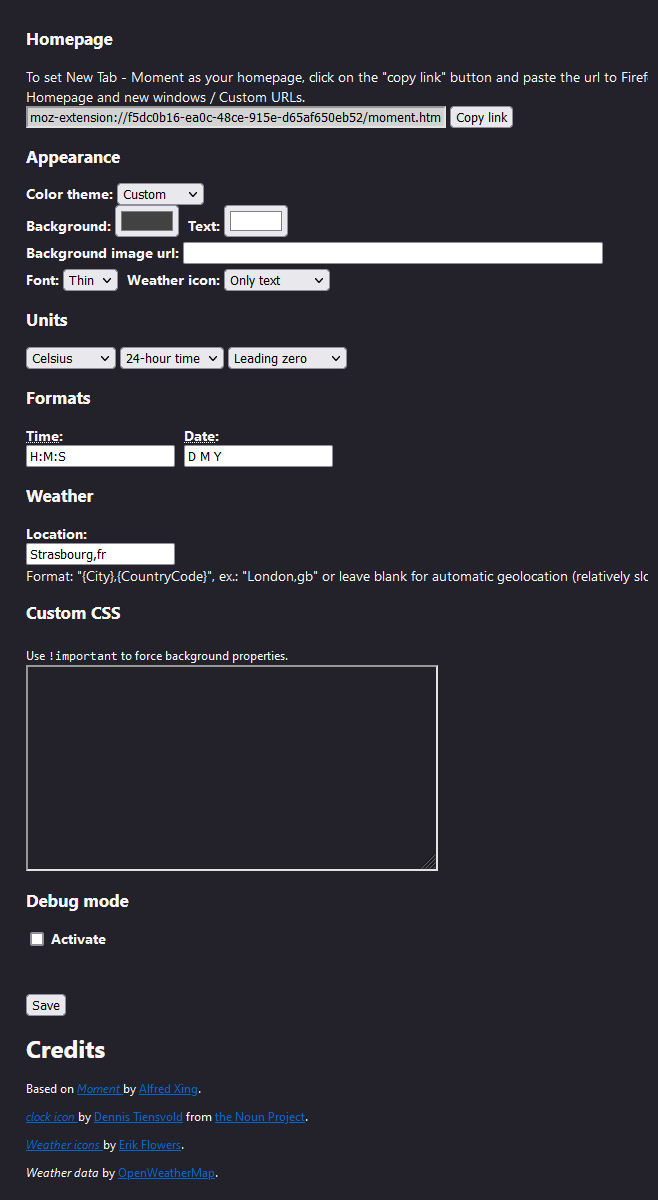 Homepage
To set New Tab - Moment as your homepage, click on the "copy link" button and paste the url to
Homepage and new windows / Custom URLs.
moz-extension://f5dc0b16-ea0c-48ce-915e-d65af650eb52/moment.htm Copy link
Appearance
Color theme: Custom
Background: Text:
Background image url:
Font: Thin Weather icon: Only text
Units
Celsius 24-hour time Leading zero
Formats
Time: Date:
H:M:S D M Y
Weather
Location:
Strasbourg,fr
Format: "{City},{CountryCode}", ex.: "London,gb" or leave blank for automatic geolocation (relatively
Custom CSS
Use !important to force background properties.
Debug mode
Activate
Save
Credits
Based on Moment by Alfred Xing.
clock icon by Dennis Tiensvold from the Noun Project.
Weather icons by Erik Flowers.
Weather data by OpenWeatherMap.